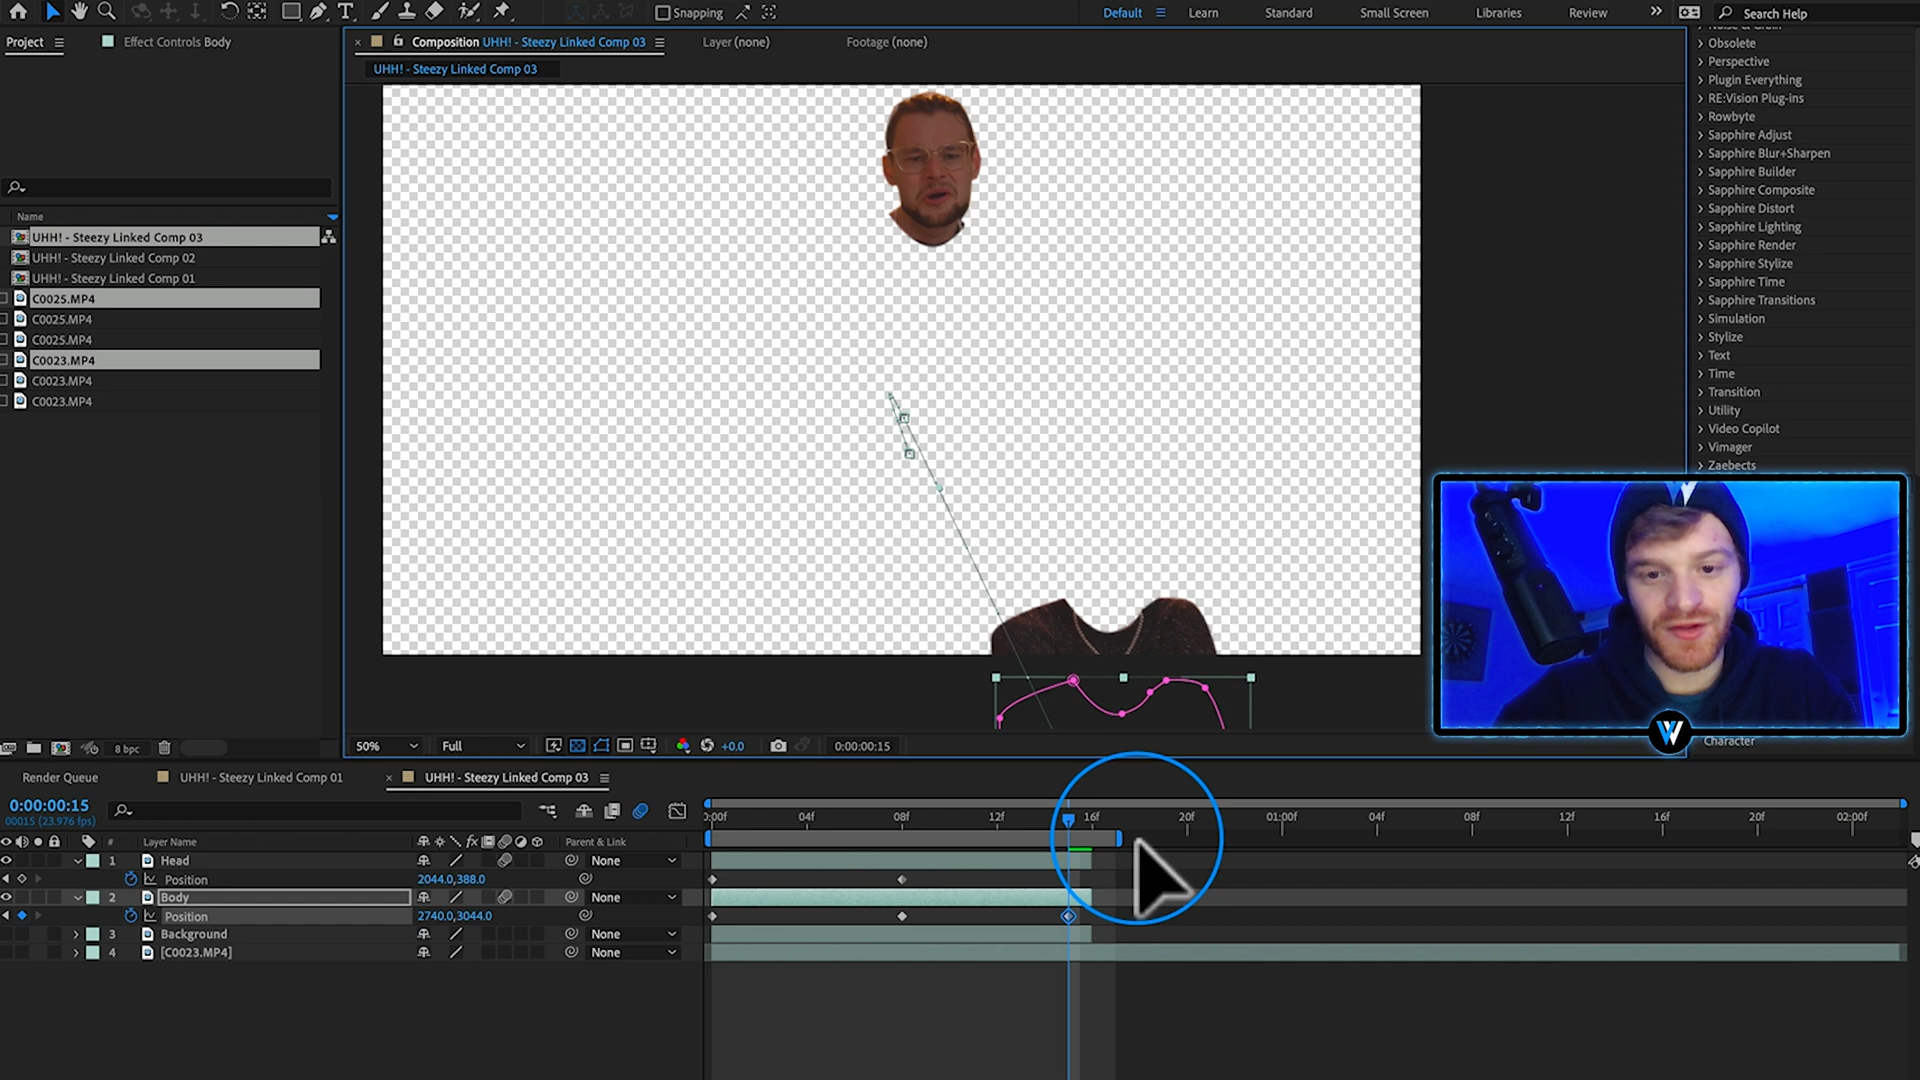 Snapping
Default
Learn
Standard
Small Screen
Libraries
Review
Search Help
Project
Effect Controls Body
Composition UHH! - Steezy Linked Comp 03
Layer (none)
Footage (none)
UHH! - Steezy Linked Comp 03
Name
UHH! - Steezy Linked Comp 03
UHH! - Steezy Linked Comp 02
UHH! - Steezy Linked Comp 01
C0025.MP4
C0025.MP4
C0025.MP4
C0023.MP4
C0023.MP4
C0023.MP4
Obsolete
Perspective
Plugin Everything
RE:Vision Plug-ins
Rowbyte
Sapphire Adjust
Sapphire Blur+Sharpen
Sapphire Builder
Sapphire Composite
Sapphire Distort
Sapphire Lighting
Sapphire Render
Sapphire Stylize
Sapphire Time
Sapphire Transitions
Simulation
Stylize
Text
Time
Transition
Utility
Video Copilot
Vimager
Zaebects
W
Character
8 bpc
50%
Full
+0.0
0:00:00:15
Render Queue
UHH! - Steezy Linked Comp 01
UHH! - Steezy Linked Comp 03
0:00:00:15
00015 (23.976 fps)
:00f 04f 08f 12f 16f 20f 01:00f 04f 08f 12f 16f 20f 02:00f
# Layer Name fx Parent & Link
1 Head None
Position 2044.0,388.0
2 Body None
Position 2740.0,3044.0
3 Background None
4 [C0023.MP4] None